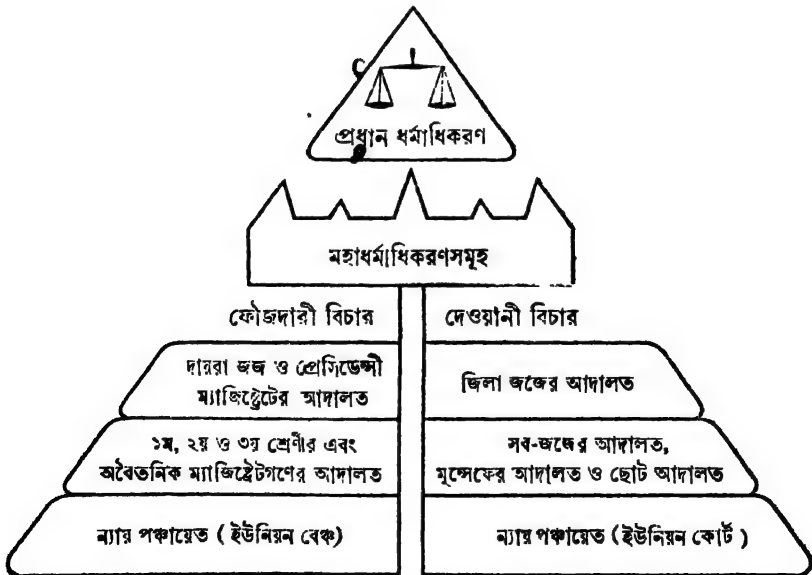 প্রধান ধর্মাধিকরণ
মহাধর্মাধিকরণসমূহ
ফৌজদারী বিচার
দেওয়ানী বিচার
দায়রা জজ ও প্রেসিডেন্সী
ম্যাজিষ্ট্রেটের আদালত
জিলা জজের আদালত
১ম, ২য় ও ৩য় শ্রেণীর এবং
অবৈতনিক ম্যাজিষ্ট্রেটগণের আদালত
সব-জজের আদালত,
মুন্সেফের আদালত ও ছোট আদালত
ন্যায় পঞ্চায়েত ( ইউনিয়ন বেঞ্চ)
ন্যায় পঞ্চায়েত (ইউনিয়ন কোর্ট )